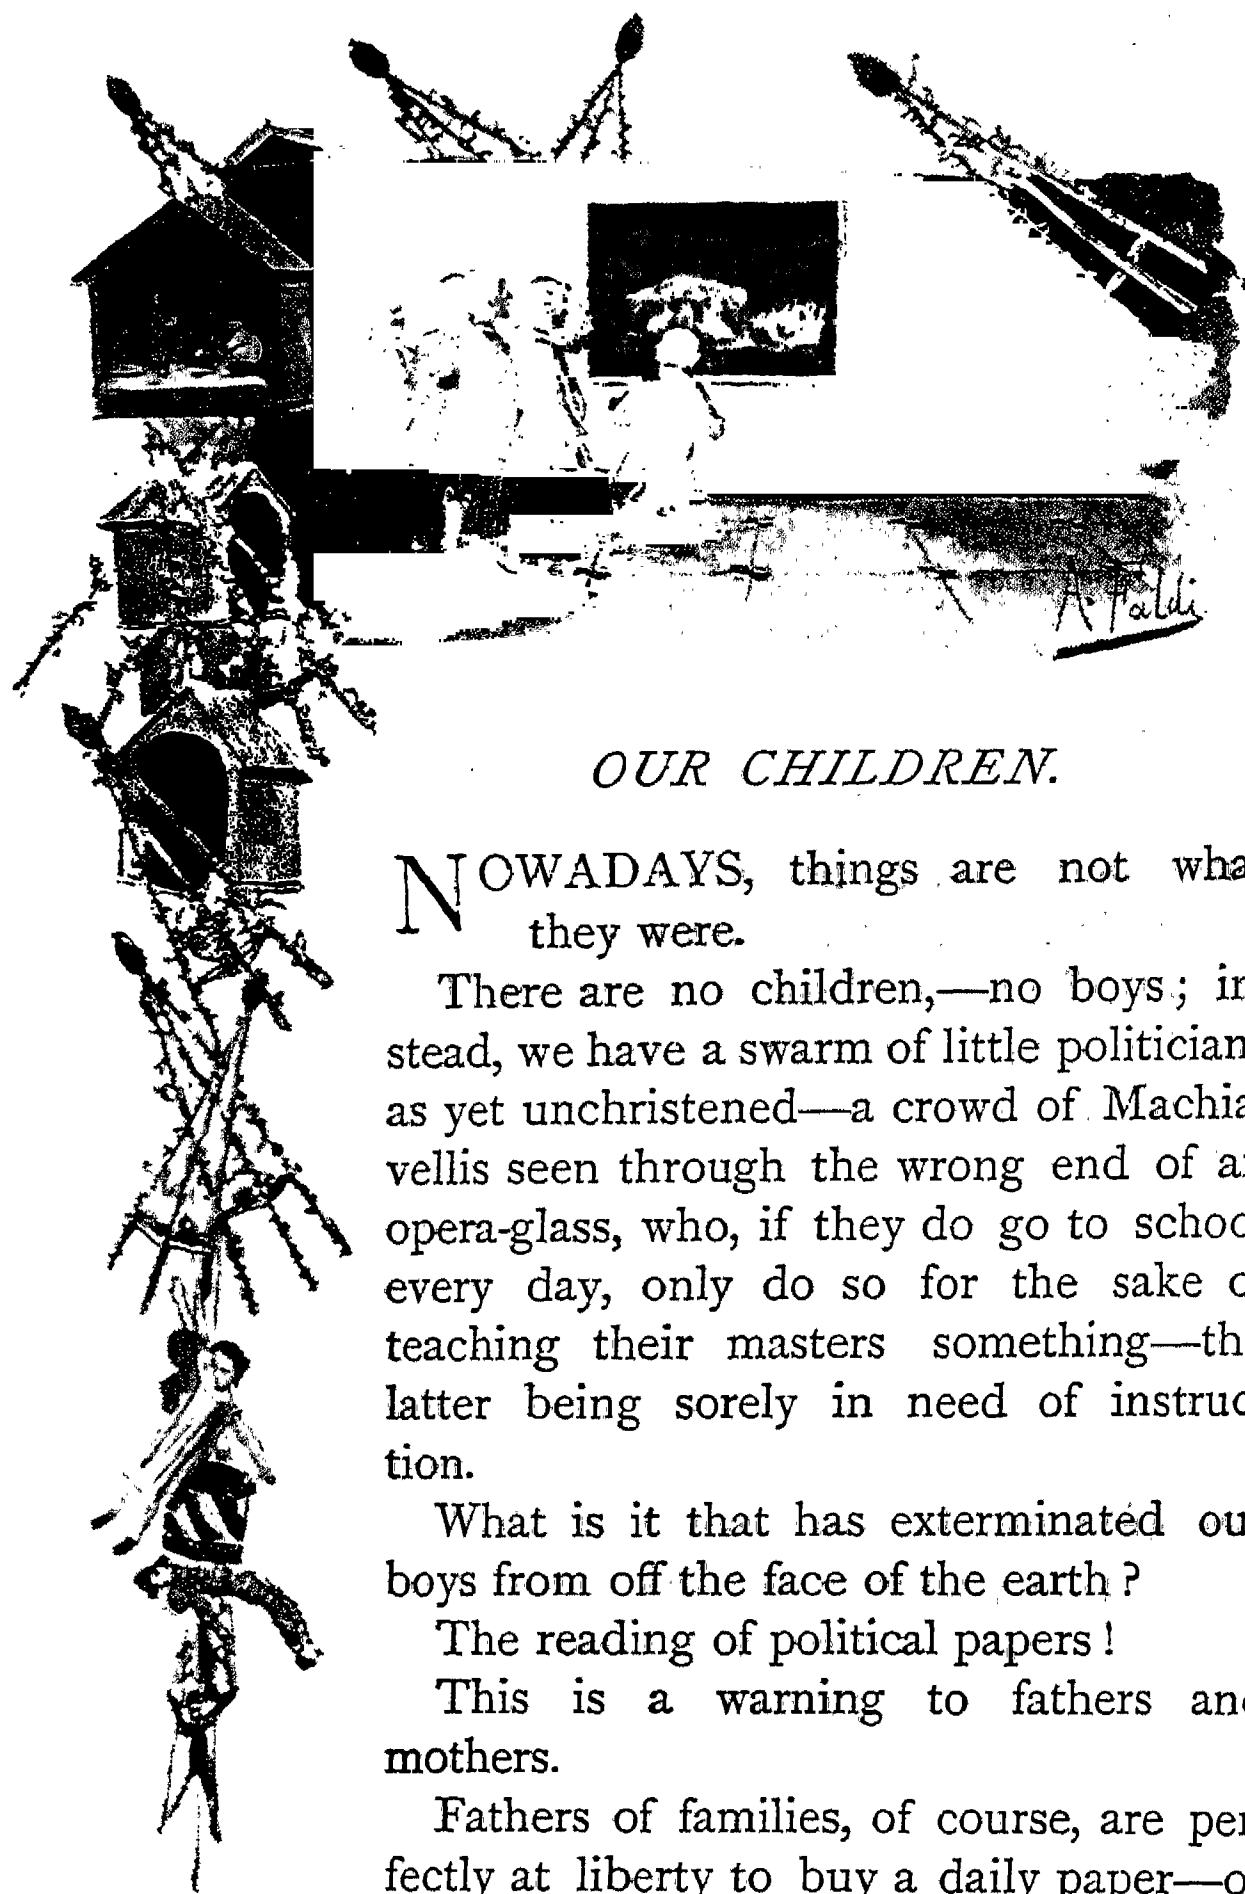 A. Faldi
OUR CHILDREN.
NOWADAYS, things are not wha
they were.
There are no children,—no boys; in
stead, we have a swarm of little politician
as yet unchristened—a crowd of Machia
vellis seen through the wrong end of an
opera-glass, who, if they do go to schoo
every day, only do so for the sake o
teaching their masters something—th
latter being sorely in need of instruc
tion.
What is it that has exterminated ou
boys from off the face of the earth?
The reading of political papers!
This is a warning to fathers and
mothers.
Fathers of families, of course, are per
fectly at liberty to buy a daily paper—o